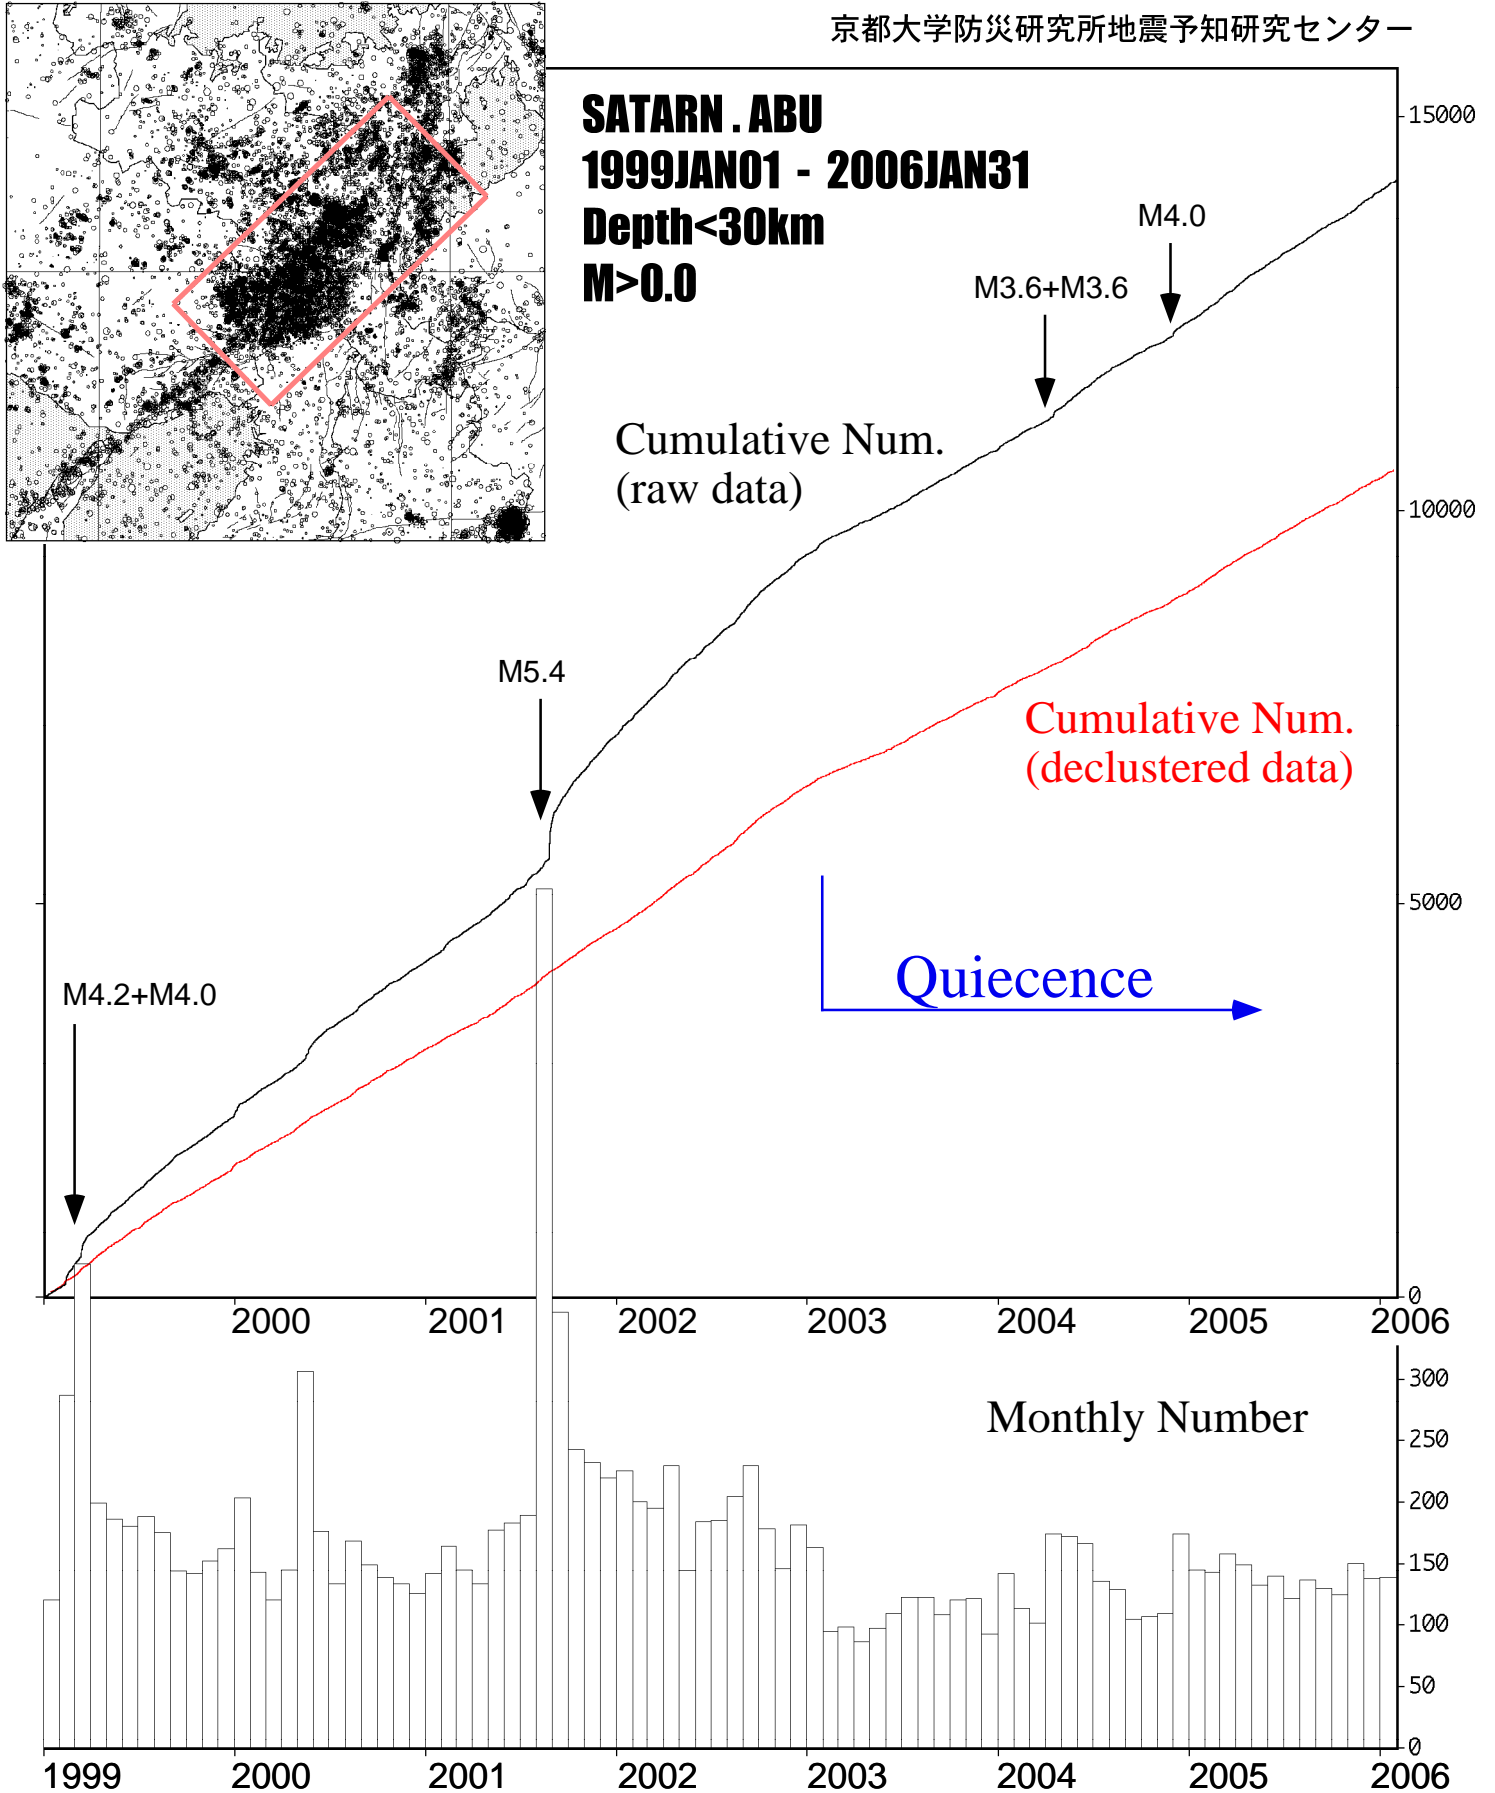 京都大学防災研究所地震予知研究センター
SATARN . ABU
1999JAN01 - 2006JAN31
Depth<30km
M>0.0
15000
M4.0
M3.6+M3.6
Cumulative Num.
(raw data)
10000
M5.4
Cumulative Num.
(declustered data)
5000
Quiecence
M4.2+M4.0
0
2000 2001 2002 2003 2004 2005 2006
Monthly Number
300
250
200
150
100
50
0
1999 2000 2001 2002 2003 2004 2005 2006